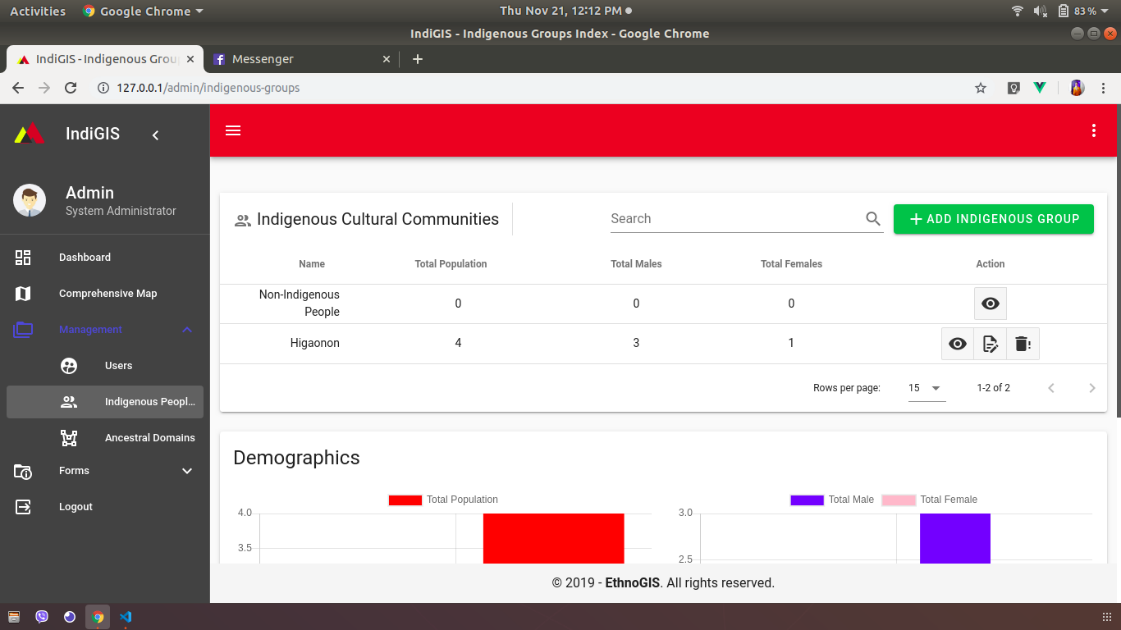 Activities Google Chrome Thu Nov 21, 12:12 PM 83 %
IndiGIS - Indigenous Groups Index - Google Chrome
IndiGIS - Indigenous Grou Messenger
127.0.0.1/admin/indigenous-groups
IndiGIS
Admin
System Administrator
Dashboard
Comprehensive Map
Management
Users
Indigenous Peopl...
Ancestral Domains
Forms
Logout
Indigenous Cultural Communities Search ADD INDIGENOUS GROUP
Name Total Population Total Males Total Females Action
Non-Indigenous
People 0 0 0
Higaonon 4 3 1
Rows per page: 15 1-2 of 2
Demographics
Total Population
4.0
3.5
Total Male Total Female
3.0
2.5
© 2019 - EthnoGIS. All rights reserved.